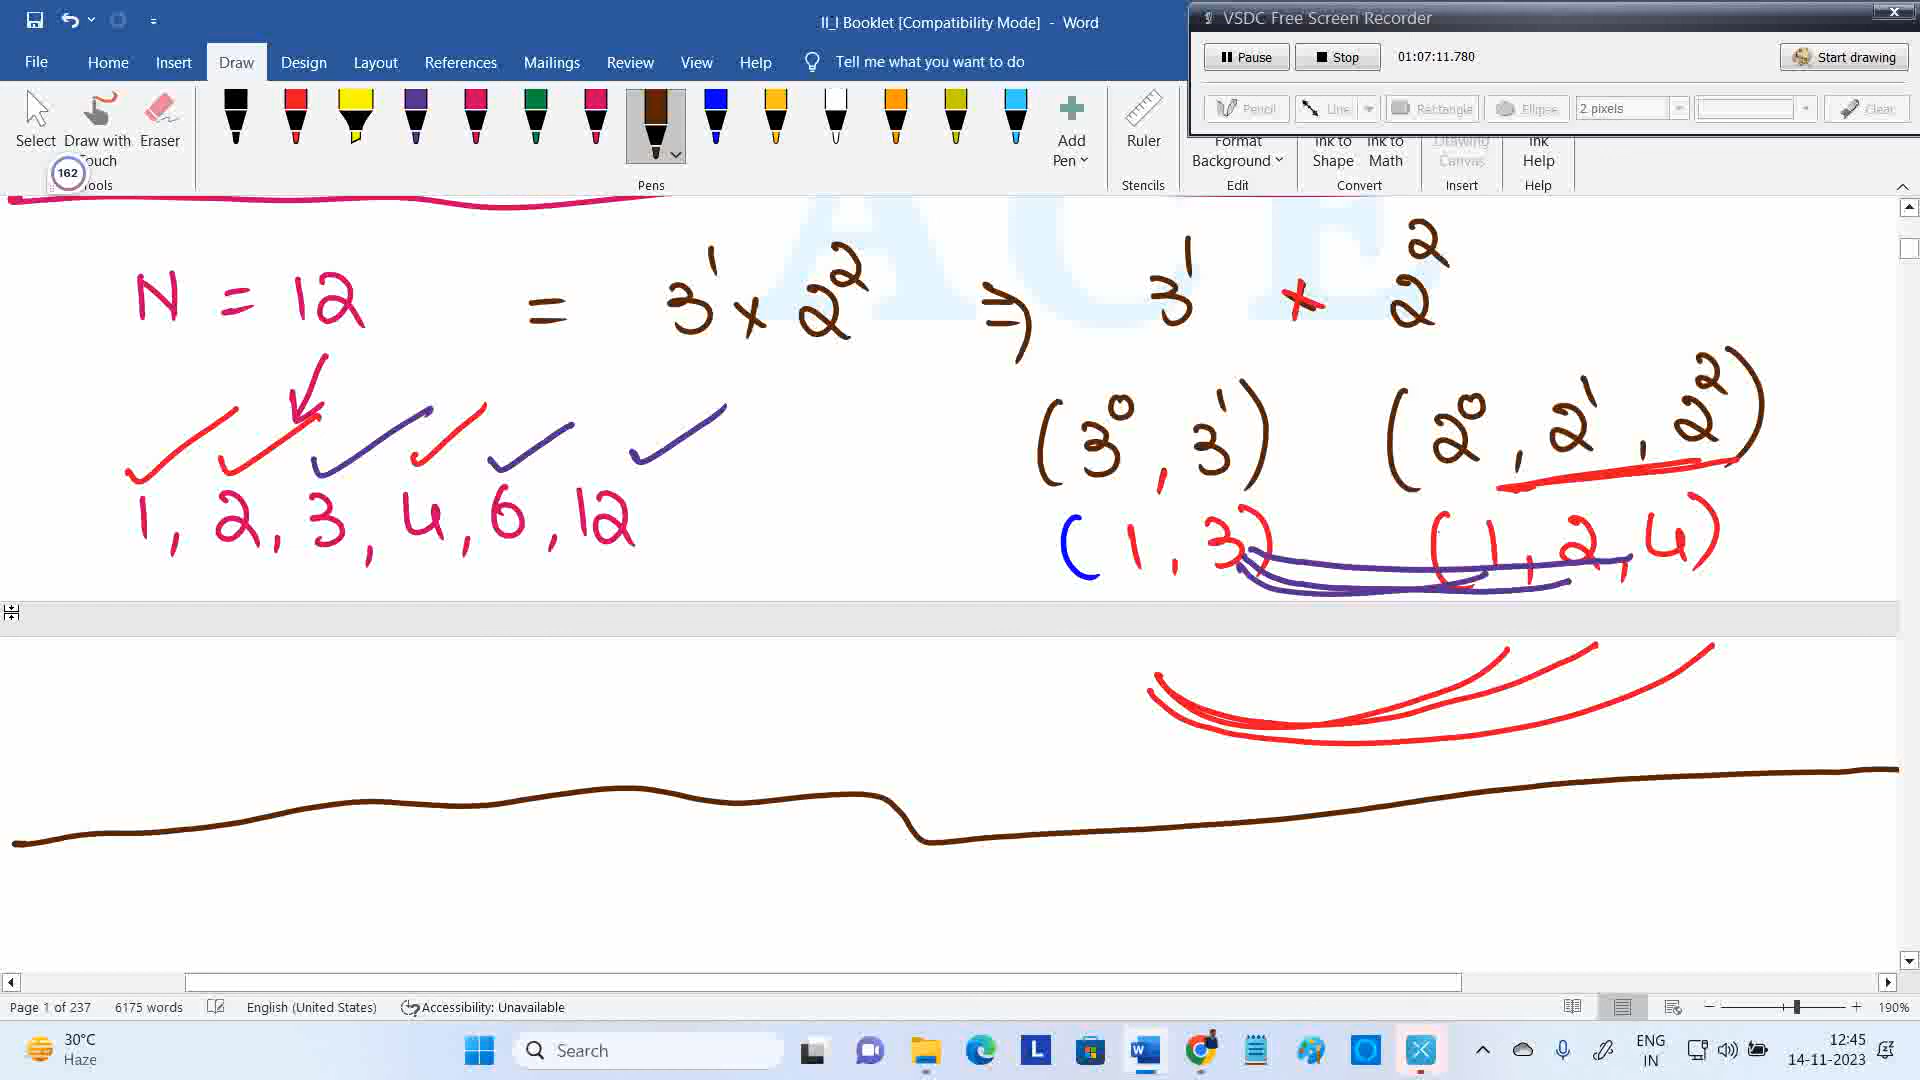 II_I Booklet [Compatibility Mode] - Word
VSDC Free Screen Recorder
File Home Insert Draw Design Layout References Mailings Review View Help Tell me what you want to do
Pause Stop 01:07:11.780 Start drawing
Pencil Line Rectangle Ellipse 2 pixels Clear
Select Draw with Touch Eraser
Add Pen
Ruler
Format Background
Ink to Shape
Ink to Math
Drawing Canvas
Ink Help
162
Pens Stencils Edit Convert Insert Help
ACE
N = 12 = 3¹ × 2² ⇒ 3¹ × 2²
(3⁰, 3¹) (2⁰, 2¹, 2²)
1, 2, 3, 4, 6, 12 (1, 3) (1, 2, 4)
Page 1 of 237 6175 words English (United States) Accessibility: Unavailable 190%
30°C
Haze
Search
ENG
IN
12:45
14-11-2023